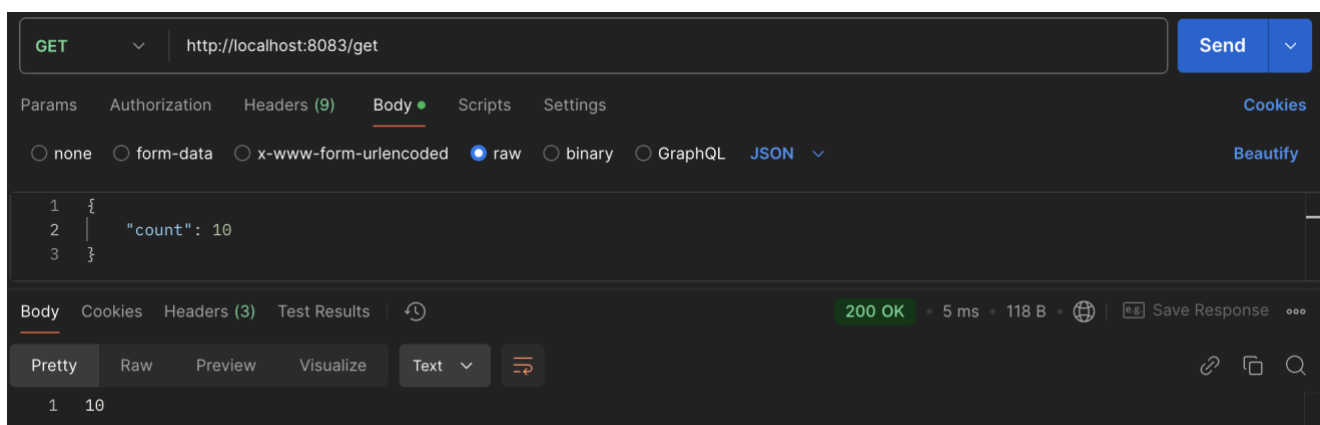 GET http://localhost:8083/get Send
Params Authorization Headers (9) Body Scripts Settings Cookies
none form-data x-www-form-urlencoded raw binary GraphQL JSON Beautify
1 {
2 "count": 10
3 }
Body Cookies Headers (3) Test Results 200 OK • 5 ms • 118 B • e.g. Save Response
Pretty Raw Preview Visualize Text
1 10